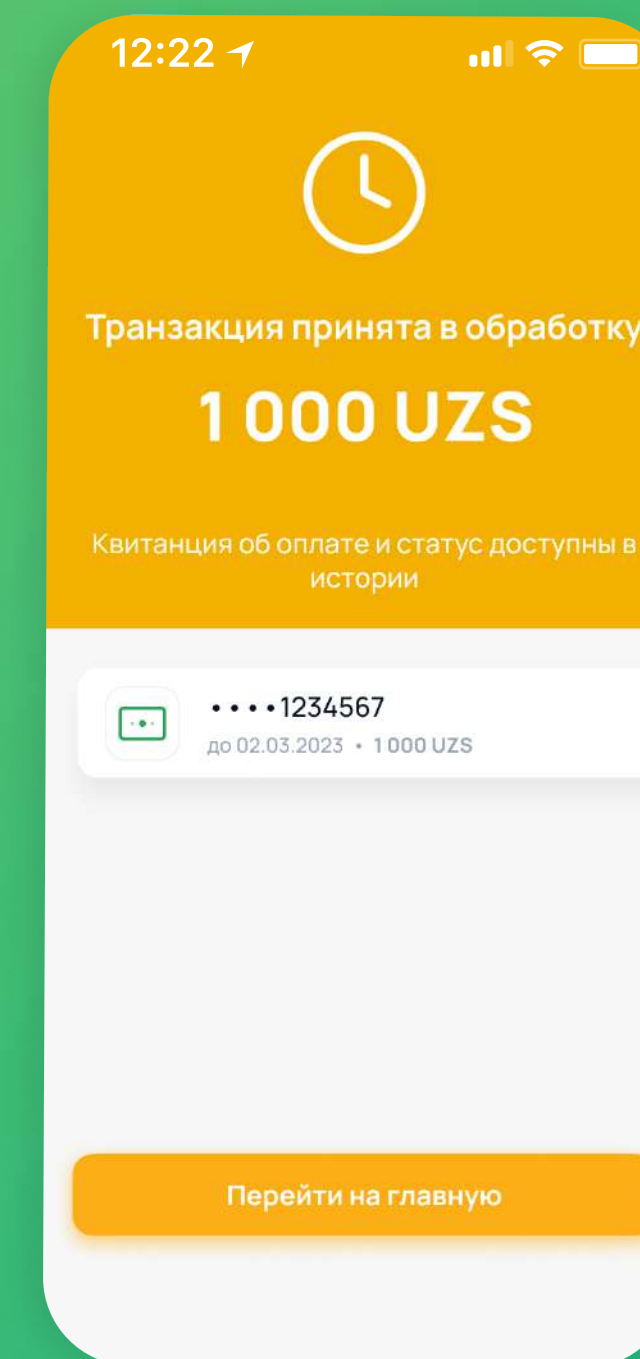 12:22
Транзакция принята в обработку
1 000 UZS
Квитанция об оплате и статус доступны в
истории
••••1234567
до 02.03.2023 • 1 000 UZS
Перейти на главную